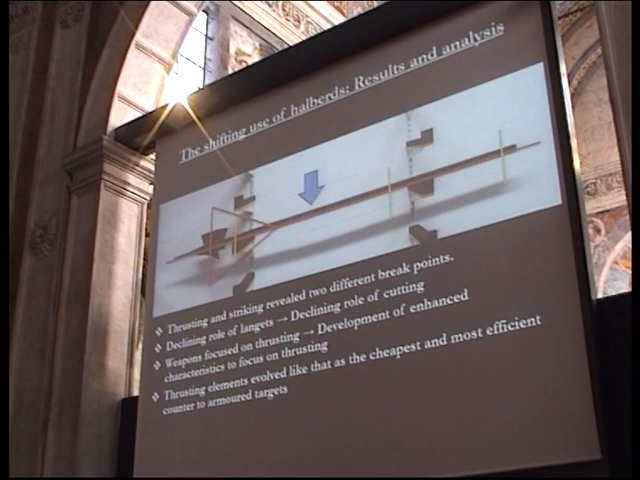 The shifting use of halberds: Results and analysis
❖ Thrusting and striking revealed two different break points.
❖ Declining role of langets → Declining role of cutting
❖ Weapons focused on thrusting → Development of enhanced
characteristics to focus on thrusting
❖ Thrusting elements evolved like that as the cheapest and most efficient
counter to armoured targets